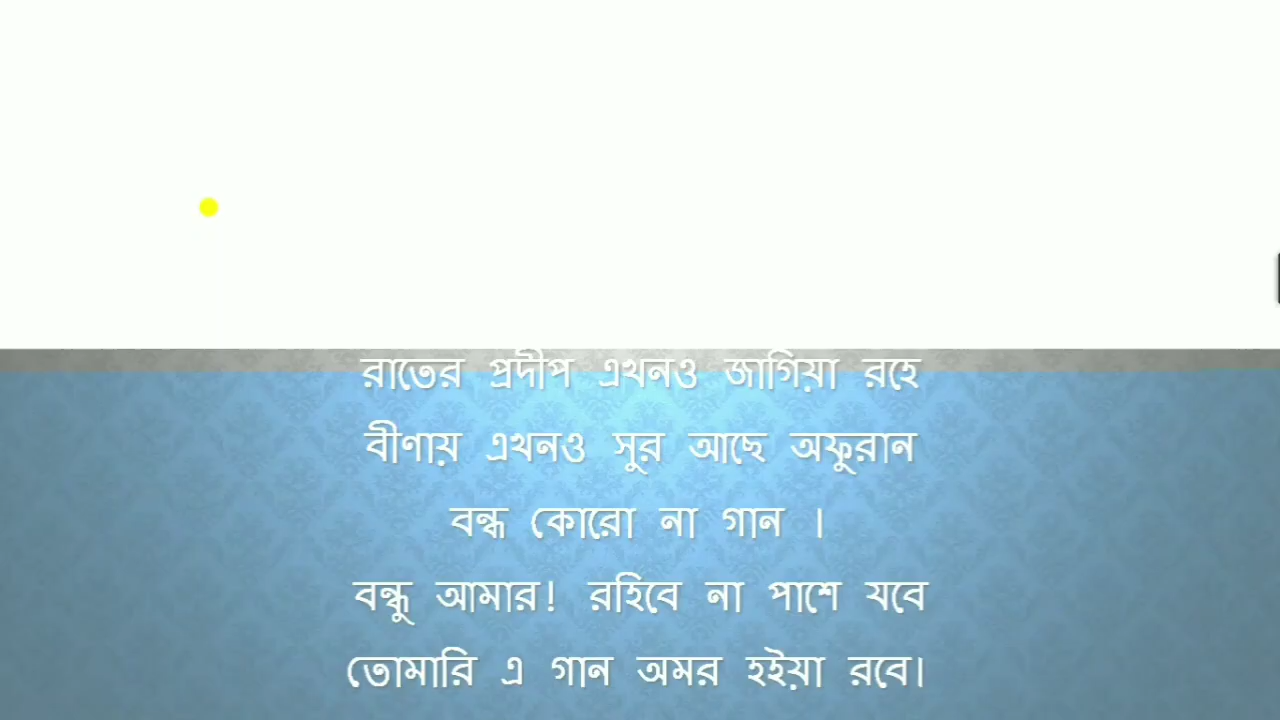 রাতের প্রদীপ এখনও জাগিয়া রহে
বীণায় এখনও সুর আছে অফুরান
বন্ধ কোরো না গান ।
বন্ধু আমার! রহিবে না পাশে যবে
তোমারি এ গান অমর হইয়া রবে।